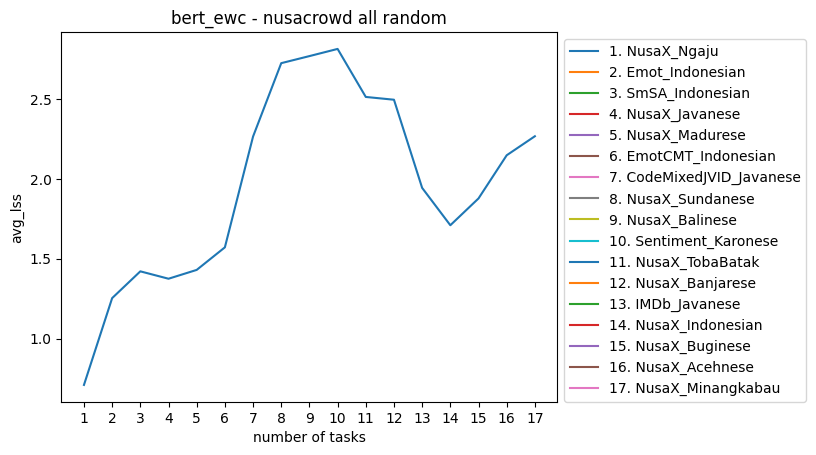 bert_ewc - nusacrowd all random
avg_lss
2.5
2.0
1.5
1.0
1 2 3 4 5 6 7 8 9 10 11 12 13 14 15 16 17
number of tasks
1. NusaX_Ngaju
2. Emot_Indonesian
3. SmSA_Indonesian
4. NusaX_Javanese
5. NusaX_Madurese
6. EmotCMT_Indonesian
7. CodeMixedJVID_Javanese
8. NusaX_Sundanese
9. NusaX_Balinese
10. Sentiment_Karonese
11. NusaX_TobaBatak
12. NusaX_Banjarese
13. IMDb_Javanese
14. NusaX_Indonesian
15. NusaX_Buginese
16. NusaX_Acehnese
17. NusaX_Minangkabau